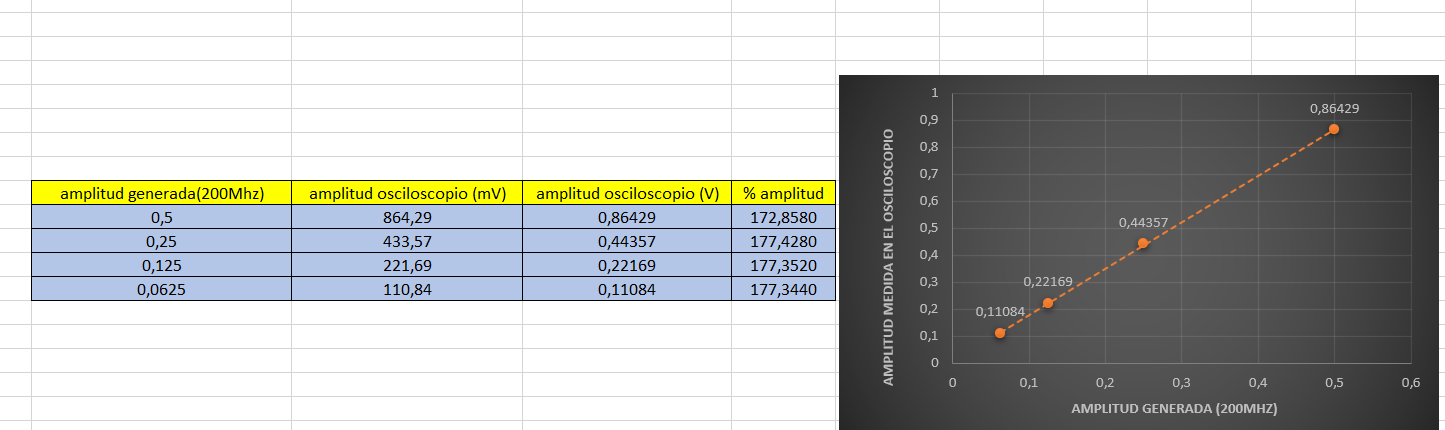 amplitud generada(200Mhz) amplitud osciloscopio (mV) amplitud osciloscopio (V) % amplitud
0,5 864,29 0,86429 172,8580
0,25 433,57 0,44357 177,4280
0,125 221,69 0,22169 177,3520
0,0625 110,84 0,11084 177,3440
AMPLITUD MEDIDA EN EL OSCILOSCOPIO
1
0,9
0,8
0,7
0,6
0,5
0,4
0,3
0,2
0,1
0
0,86429
0,44357
0,22169
0,11084
0 0,1 0,2 0,3 0,4 0,5 0,6
AMPLITUD GENERADA (200MHZ)